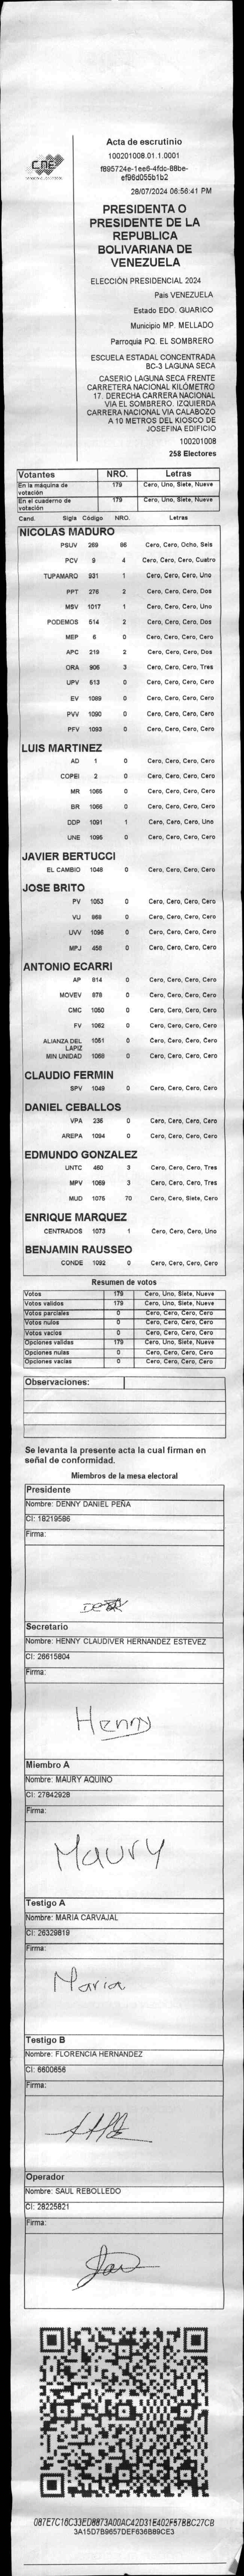 Acta de escrutinio
100201008.01.1.0001
f895724e-1ee6-4fdc-88be-
ef96d055b1b2
28/07/2024 06:56:41 PM
CNE
PRESIDENTA O
PRESIDENTE DE LA
REPUBLICA
BOLIVARIANA DE
VENEZUELA
ELECCIÓN PRESIDENCIAL 2024
Pais VENEZUELA
Estado EDO. GUARICO
Municipio MP. MELLADO
Parroquia PQ. EL SOMBRERO
ESCUELA ESTADAL CONCENTRADA
BC-3 LAGUNA SECA
CASERIO LAGUNA SECA FRENTE
CARRETERA NACIONAL KILÓMETRO
17. DERECHA CARRERA NACIONAL
VIA EL SOMBRERO. IZQUIERDA
CARRERA NACIONAL VIA CALABOZO
A 10 METROS DEL KIOSCO DE
JOSEFINA EDIFICIO
100201008
258 Electores
Votantes NRO. Letras
En la máquina de votación 179 Cero, Uno, Siete, Nueve
En el cuaderno de votación 179 Cero, Uno, Siete, Nueve
Cand. Sigla Código NRO. Letras
NICOLAS MADURO
PSUV 269 86 Cero, Cero, Ocho, Seis
PCV 9 4 Cero, Cero, Cero, Cuatro
TUPAMARO 931 1 Cero, Cero, Cero, Uno
PPT 276 2 Cero, Cero, Cero, Dos
MSV 1017 1 Cero, Cero, Cero, Uno
PODEMOS 514 2 Cero, Cero, Cero, Dos
MEP 6 0 Cero, Cero, Cero, Cero
APC 219 2 Cero, Cero, Cero, Dos
ORA 906 3 Cero, Cero, Cero, Tres
UPV 613 0 Cero, Cero, Cero, Cero
EV 1089 0 Cero, Cero, Cero, Cero
PVV 1090 0 Cero, Cero, Cero, Cero
PFV 1093 0 Cero, Cero, Cero, Cero
LUIS MARTINEZ
AD 1 0 Cero, Cero, Cero, Cero
COPEI 2 0 Cero, Cero, Cero, Cero
MR 1065 0 Cero, Cero, Cero, Cero
BR 1066 0 Cero, Cero, Cero, Cero
DDP 1091 1 Cero, Cero, Cero, Uno
UNE 1095 0 Cero, Cero, Cero, Cero
JAVIER BERTUCCI
EL CAMBIO 1048 0 Cero, Cero, Cero, Cero
JOSE BRITO
PV 1053 0 Cero, Cero, Cero, Cero
VU 868 0 Cero, Cero, Cero, Cero
UVV 1096 0 Cero, Cero, Cero, Cero
MPJ 458 0 Cero, Cero, Cero, Cero
ANTONIO ECARRI
AP 814 0 Cero, Cero, Cero, Cero
MOVEV 878 0 Cero, Cero, Cero, Cero
CMC 1050 0 Cero, Cero, Cero, Cero
FV 1062 0 Cero, Cero, Cero, Cero
ALIANZA DEL LAPIZ 1051 0 Cero, Cero, Cero, Cero
MIN UNIDAD 1068 0 Cero, Cero, Cero, Cero
CLAUDIO FERMIN
SPV 1049 0 Cero, Cero, Cero, Cero
DANIEL CEBALLOS
VPA 236 0 Cero, Cero, Cero, Cero
AREPA 1094 0 Cero, Cero, Cero, Cero
EDMUNDO GONZALEZ
UNTC 460 3 Cero, Cero, Cero, Tres
MPV 1069 3 Cero, Cero, Cero, Tres
MUD 1075 70 Cero, Cero, Siete, Cero
ENRIQUE MARQUEZ
CENTRADOS 1073 1 Cero, Cero, Cero, Uno
BENJAMIN RAUSSEO
CONDE 1092 0 Cero, Cero, Cero, Cero
Resumen de votos
Votos 179 Cero, Uno, Siete, Nueve
Votos validos 179 Cero, Uno, Siete, Nueve
Votos parciales 0 Cero, Cero, Cero, Cero
Votos nulos 0 Cero, Cero, Cero, Cero
Votos vacios 0 Cero, Cero, Cero, Cero
Opciones validas 179 Cero, Uno, Siete, Nueve
Opciones nulas 0 Cero, Cero, Cero, Cero
Opciones vacias 0 Cero, Cero, Cero, Cero
Observaciones:
Se levanta la presente acta la cual firman en
señal de conformidad.
Miembros de la mesa electoral
Presidente
Nombre: DENNY DANIEL PEÑA
CI: 18219586
Firma:
Secretario
Nombre: HENNY CLAUDIVER HERNANDEZ ESTEVEZ
CI: 26615804
Firma:
Henny
Miembro A
Nombre: MAURY AQUINO
CI: 27842928
Firma:
Maury
Testigo A
Nombre: MARIA CARVAJAL
CI: 26329819
Firma:
Maria
Testigo B
Nombre: FLORENCIA HERNANDEZ
CI: 6600656
Firma:
Operador
Nombre: SAUL REBOLLEDO
CI: 28225821
Firma:
087E7C16C33ED8873A00AC42D31E402F57BBC27CB
3A15D7B9657DEF636B89CE3